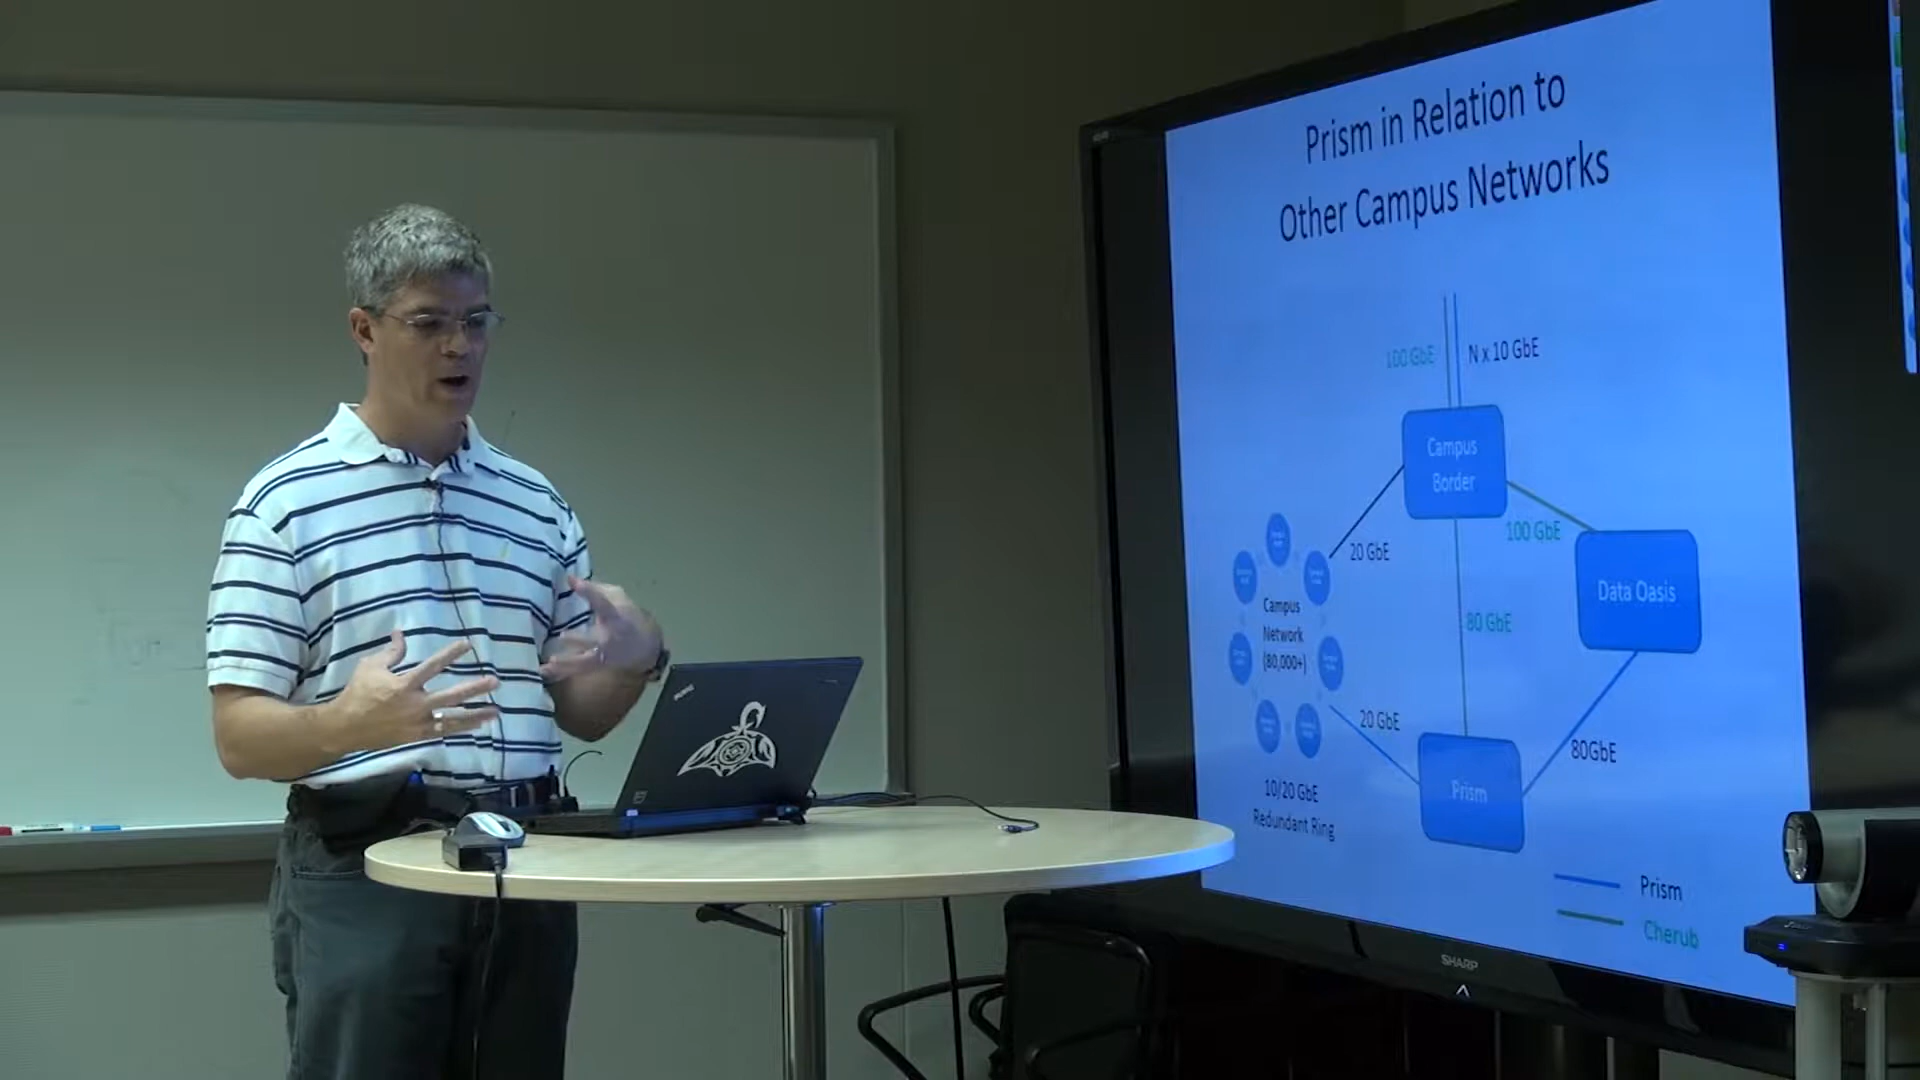 Prism in Relation to
Other Campus Networks
100 GbE
N x 10 GbE
Campus
Border
20 GbE
100 GbE
Data Oasis
Campus
Network
(80,000+)
80 GbE
20 GbE
80GbE
Prism
10/20 GbE
Redundant Ring
Prism
Cherub
SHARP